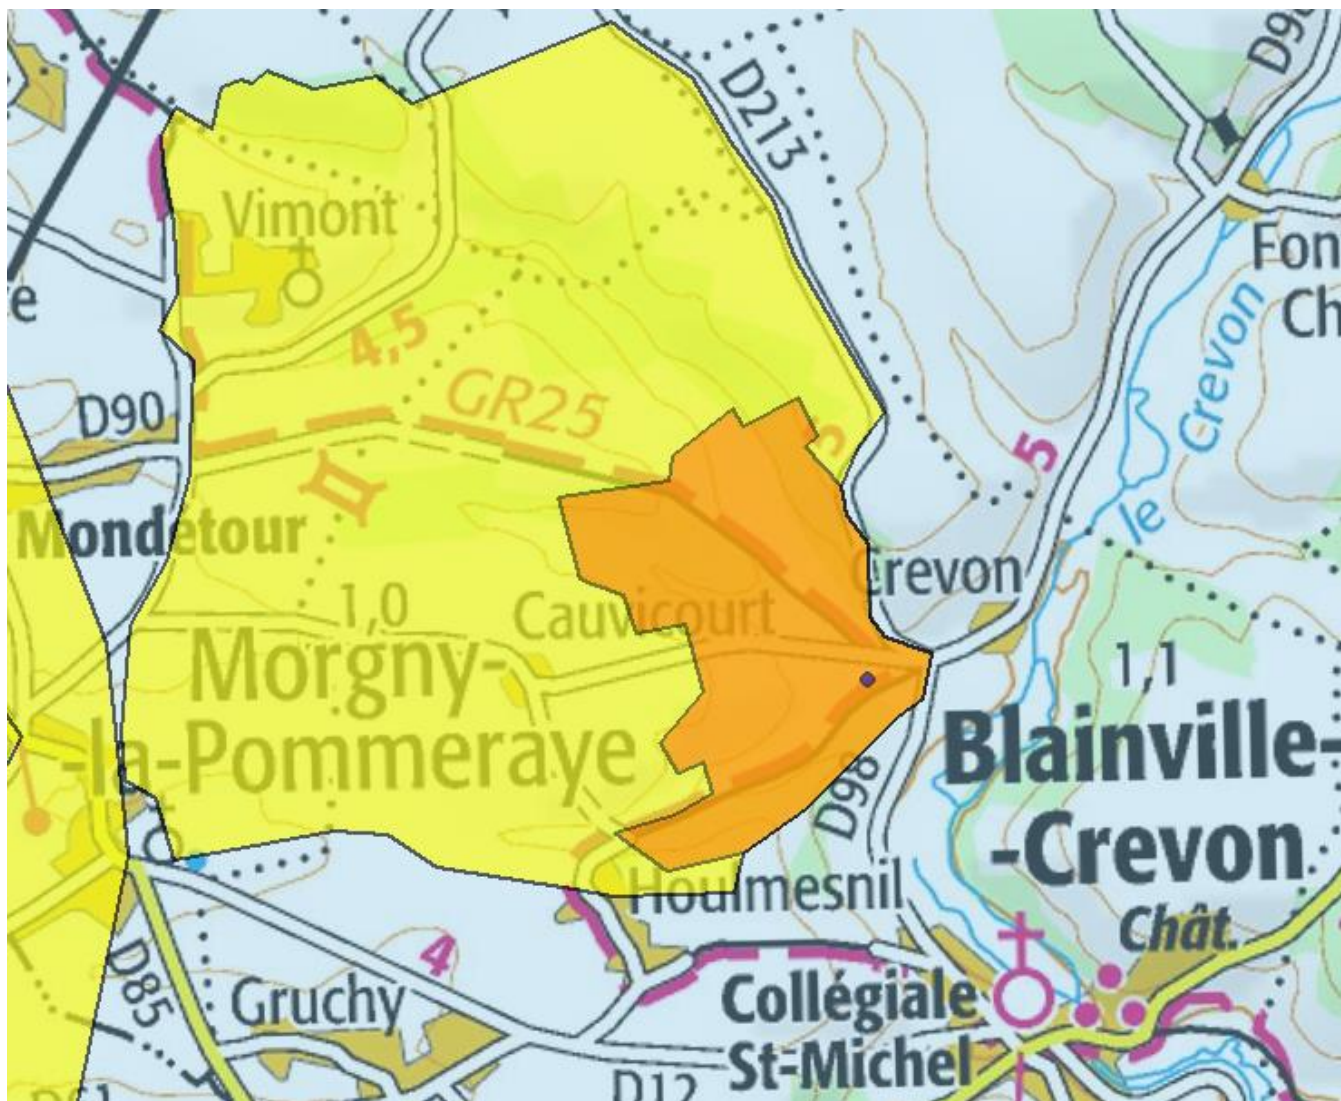 D213
Vimont
Fon
Ch
4,5
Crevon
D90
GR25
5
5
le
Mondetour
Crevon
1,0
Cauvicourt
Morgny-
-la-Pommeraye
1,1
Blainville-
-Crevon
D98
Houlmesnil
Chât.
4
D85
Gruchy
Collégiale
St-Michel
D12